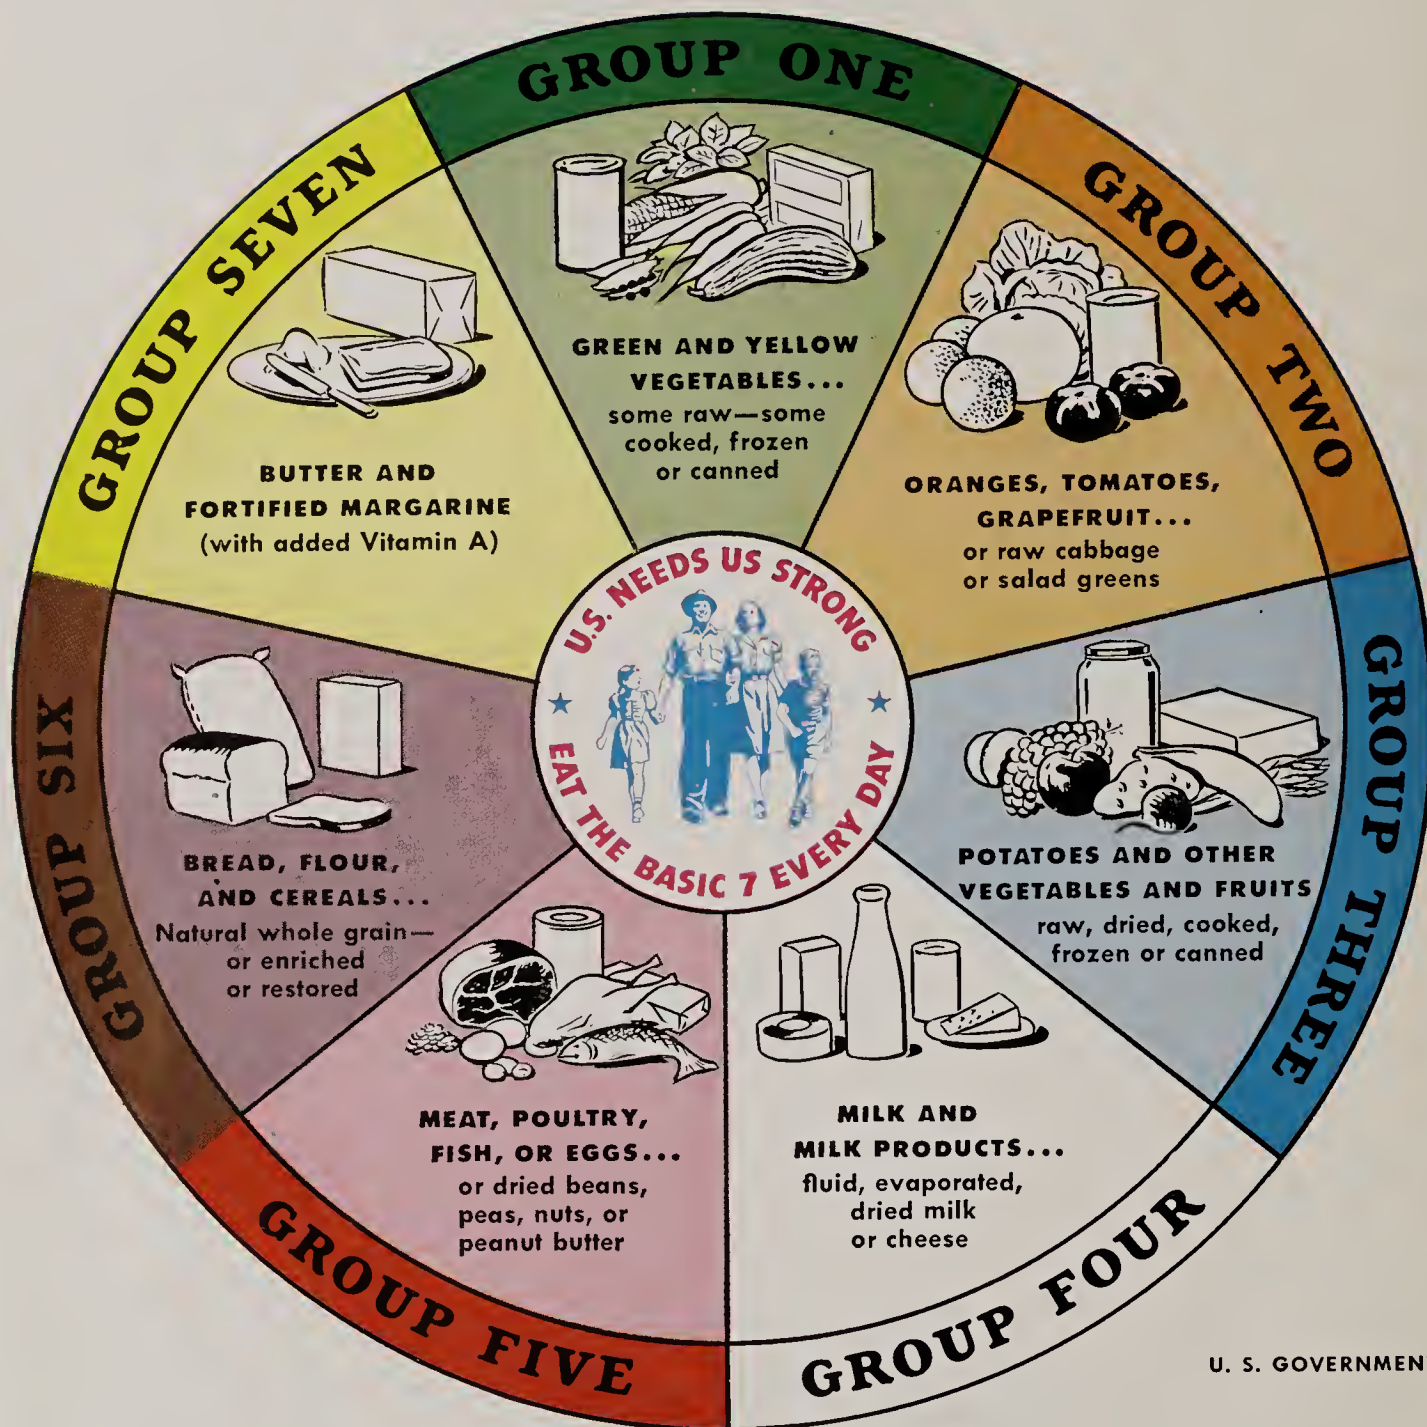 GROUP ONE
GREEN AND YELLOW
VEGETABLES...
some raw—some
cooked, frozen
or canned
GROUP TWO
ORANGES, TOMATOES,
GRAPEFRUIT...
or raw cabbage
or salad greens
GROUP THREE
POTATOES AND OTHER
VEGETABLES AND FRUITS
raw, dried, cooked,
frozen or canned
GROUP FOUR
MILK AND
MILK PRODUCTS...
fluid, evaporated,
dried milk
or cheese
GROUP FIVE
MEAT, POULTRY,
FISH, OR EGGS...
or dried beans,
peas, nuts, or
peanut butter
GROUP SIX
BREAD, FLOUR,
AND CEREALS...
Natural whole grain—
or enriched
or restored
GROUP SEVEN
BUTTER AND
FORTIFIED MARGARINE
(with added Vitamin A)
U.S. NEEDS US STRONG
EAT THE BASIC 7 EVERY DAY
U. S. GOVERNMEN